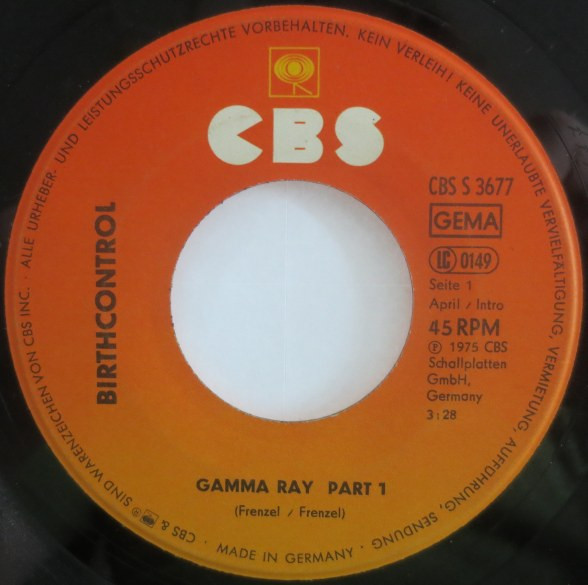 · ALLE URHEBER- UND LEISTUNGSSCHUTZRECHTE VORBEHALTEN. KEIN VERLEIH! KEINE UNERLAUBTE VERVIELFÄLTIGUNG, VERMIETUNG, AUFFÜHRUNG, SENDUNG ·
CBS
CBS S 3677
GEMA
LC 0149
Seite 1
April / Intro
45 RPM
Ⓟ 1975 CBS
Schallplatten
GmbH,
Germany
3:28
BIRTHCONTROL
GAMMA RAY PART 1
(Frenzel / Frenzel)
CBS & ® SIND WARENZEICHEN VON CBS INC. · MADE IN GERMANY ·